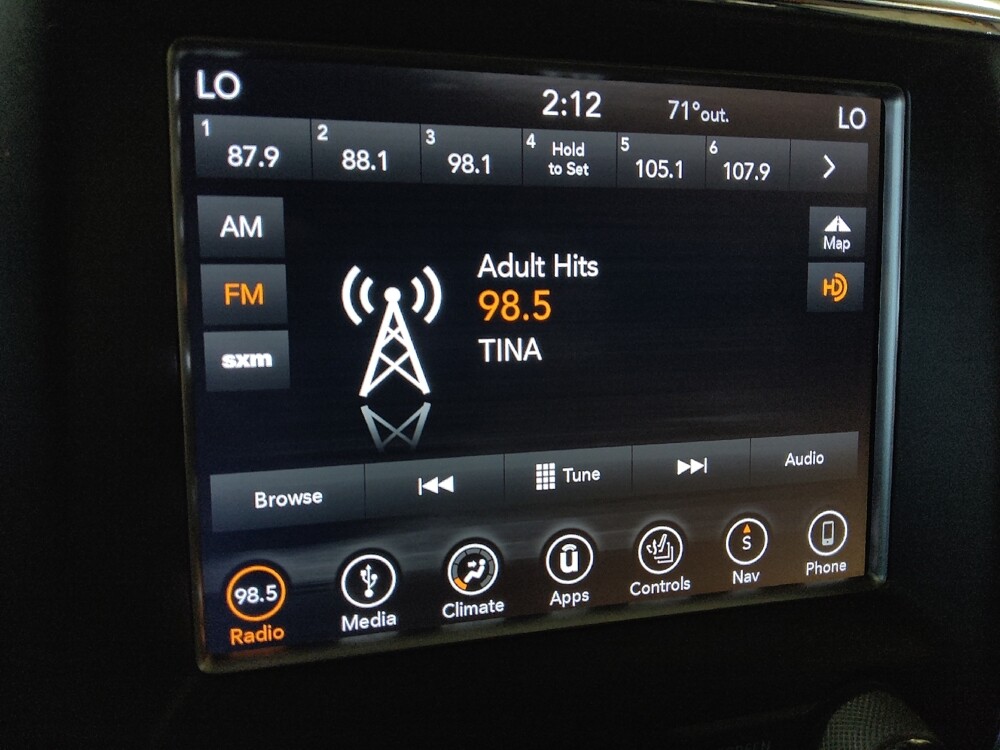 LO 2:12 71°out. LO
1 87.9 2 88.1 3 98.1 4 Hold to Set 5 105.1 6 107.9
AM
Map
FM
HD
sxm
Adult Hits
98.5
TINA
Browse Tune Audio
98.5 u S
Radio Media Climate Apps Controls Nav Phone